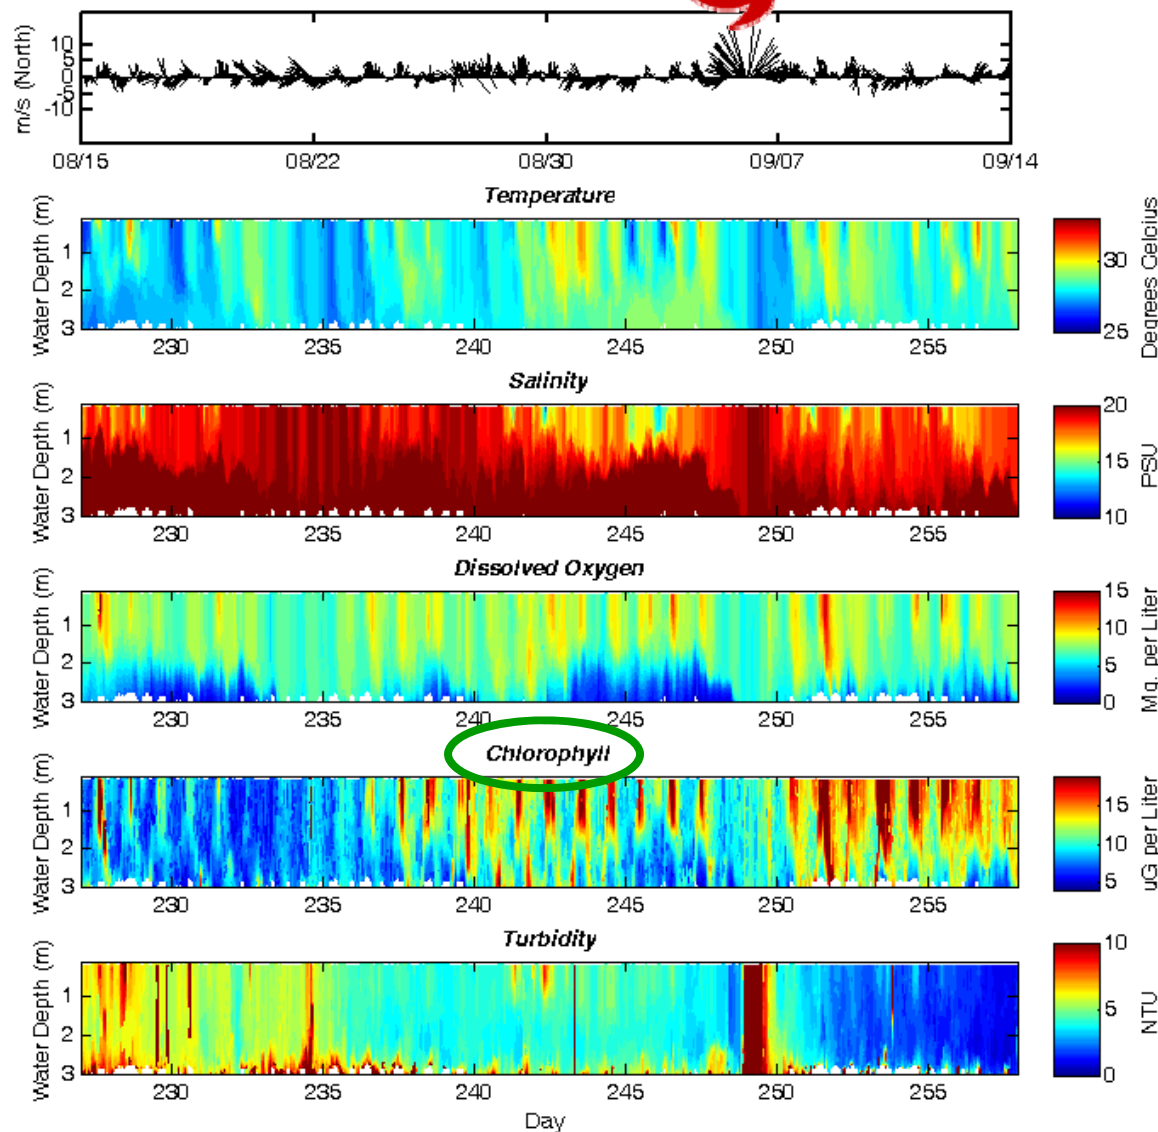 m/s (North)
10
5
0
-5
-10
08/15 08/22 08/30 09/07 09/14
Temperature
Water Depth (m)
1
2
3
230 235 240 245 250 255
30
25
Degrees Celcius
Salinity
Water Depth (m)
1
2
3
230 235 240 245 250 255
20
15
10
PSU
Dissolved Oxygen
Water Depth (m)
1
2
3
230 235 240 245 250 255
15
10
5
0
Mg. per Liter
Chlorophyll
Water Depth (m)
1
2
3
230 235 240 245 250 255
15
10
5
uG per Liter
Turbidity
Water Depth (m)
1
2
3
230 235 240 245 250 255
10
5
0
NTU
Day